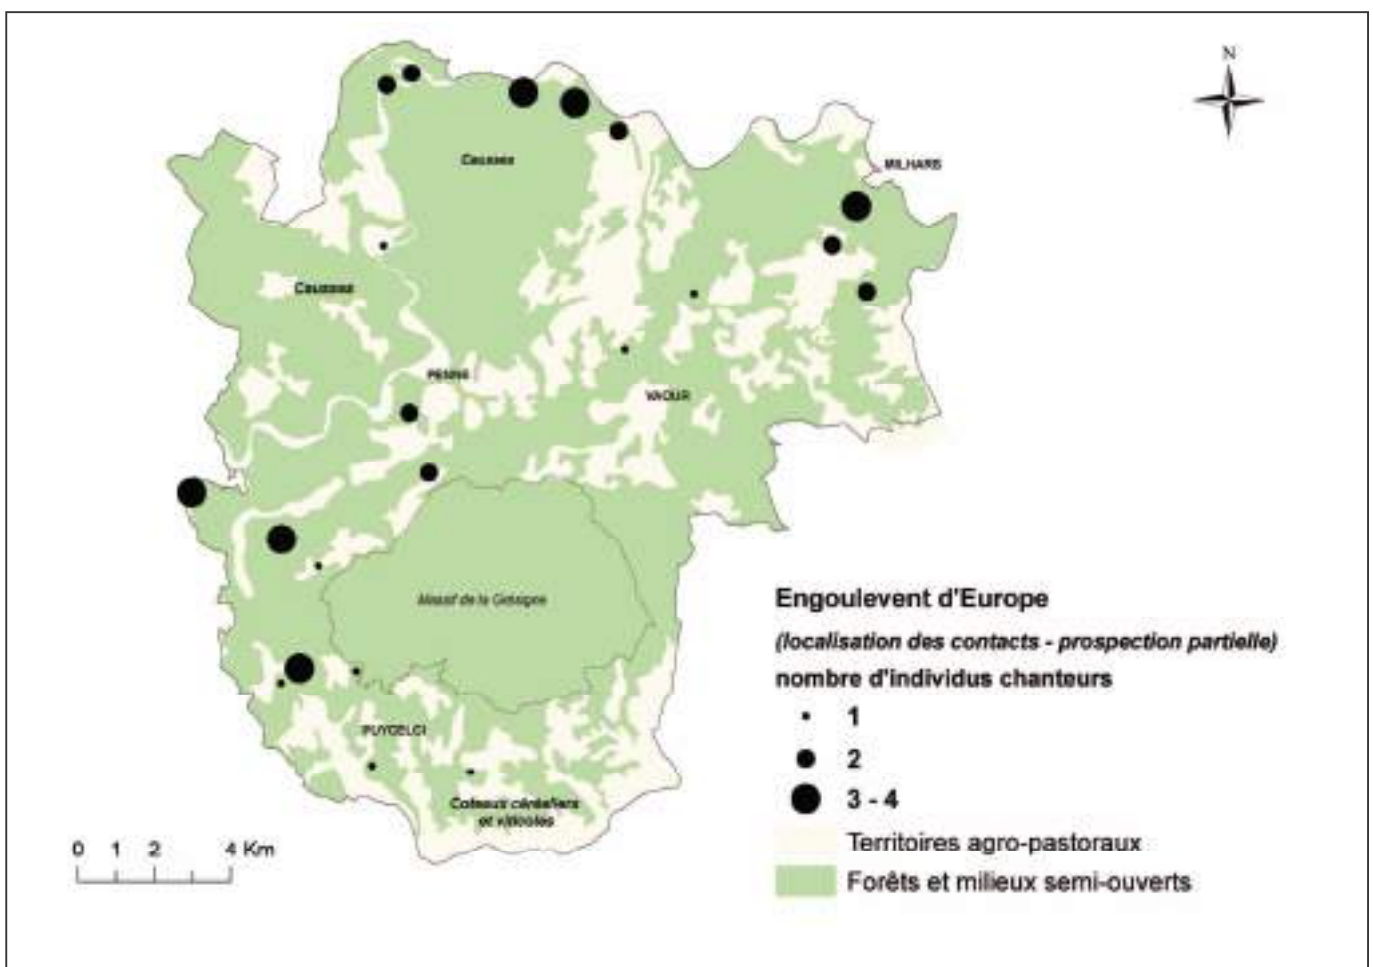 N
Causses
MILHARS
Causses
PENNE
VAOUR
Massif de la Grésigne
PUYCELCI
Coteaux céréaliers
et viticoles
Engoulevent d'Europe
(localisation des contacts - prospection partielle)
nombre d'individus chanteurs
1
2
3 - 4
Territoires agro-pastoraux
Forêts et milieux semi-ouverts
0 1 2 4 Km